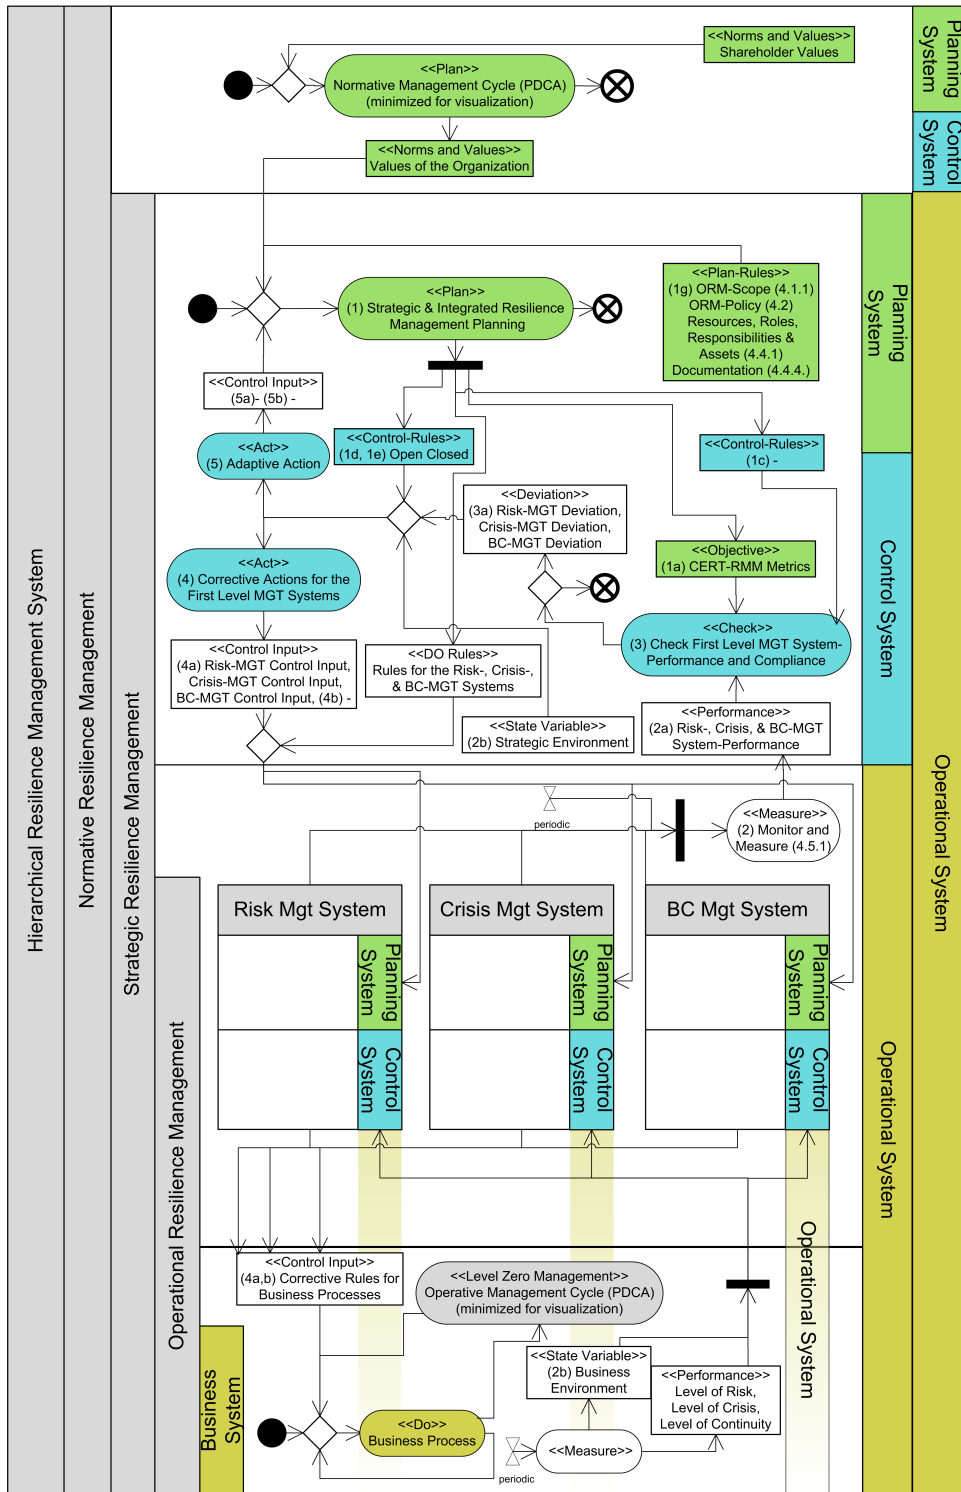 Hierarchical Resilience Management System
Normative Resilience Management
Strategic Resilience Management
Operational Resilience Management
Business
System
Planning
System
Control
System
Operational System
<<Norms and Values>>
Shareholder Values
<<Plan>>
Normative Management Cycle (PDCA)
(minimized for visualization)
<<Norms and Values>>
Values of the Organization
Planning
System
Control System
Operational System
<<Plan-Rules>>
(1g) ORM-Scope (4.1.1)
ORM-Policy (4.2)
Resources, Roles,
Responsibilities &
Assets (4.4.1)
Documentation (4.4.4.)
<<Plan>>
(1) Strategic & Integrated Resilience
Management Planning
<<Control Input>>
(5a)- (5b) -
<<Act>>
(5) Adaptive Action
<<Control-Rules>>
(1d, 1e) Open Closed
<<Control-Rules>>
(1c) -
<<Deviation>>
(3a) Risk-MGT Deviation,
Crisis-MGT Deviation,
BC-MGT Deviation
<<Act>>
(4) Corrective Actions for the
First Level MGT Systems
<<Objective>>
(1a) CERT-RMM Metrics
<<Check>>
(3) Check First Level MGT System-
Performance and Compliance
<<Control Input>>
(4a) Risk-MGT Control Input,
Crisis-MGT Control Input,
BC-MGT Control Input, (4b) -
<<DO Rules>>
Rules for the Risk-, Crisis-,
& BC-MGT Systems
<<State Variable>>
(2b) Strategic Environment
<<Performance>>
(2a) Risk-, Crisis, & BC-MGT
System-Performance
periodic
<<Measure>>
(2) Monitor and
Measure (4.5.1)
Risk Mgt System
Crisis Mgt System
BC Mgt System
Planning
System
Planning
System
Planning
System
Control
System
Control
System
Control
System
Operational System
<<Control Input>>
(4a,b) Corrective Rules for
Business Processes
<<Level Zero Management>>
Operative Management Cycle (PDCA)
(minimized for visualization)
<<State Variable>>
(2b) Business
Environment
<<Performance>>
Level of Risk,
Level of Crisis,
Level of Continuity
<<Do>>
Business Process
<<Measure>>
periodic